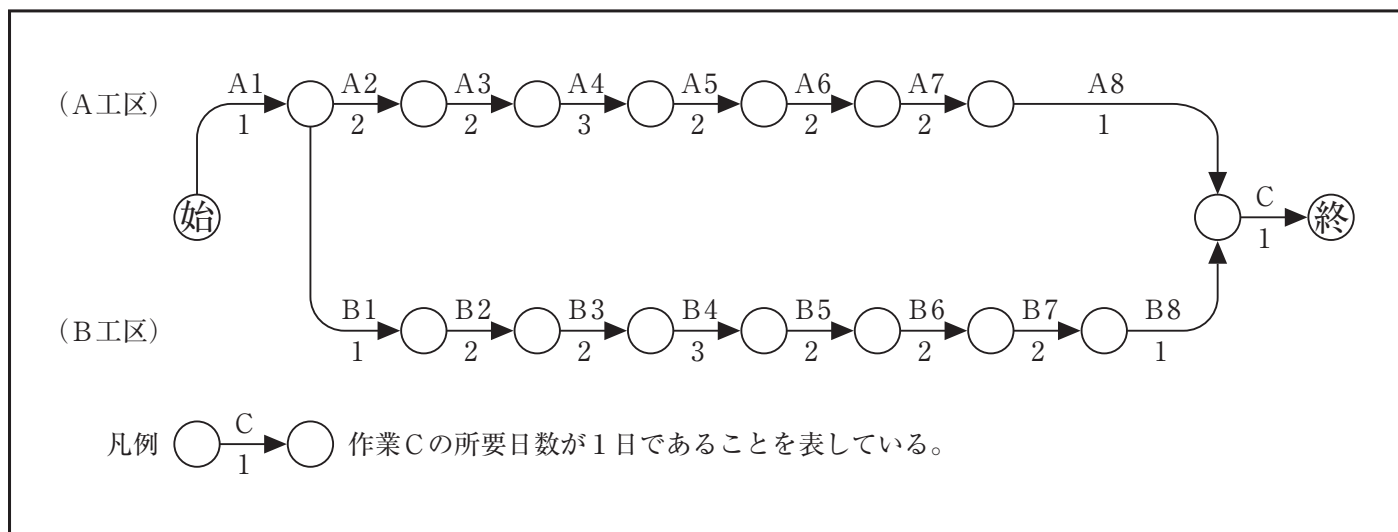 (A工区) A1 A2 A3 A4 A5 A6 A7 A8
1 2 2 3 2 2 2 1
始 C 終
1
(B工区) B1 B2 B3 B4 B5 B6 B7 B8
1 2 2 3 2 2 2 1
凡例 C 作業Cの所要日数が1日であることを表している。
1